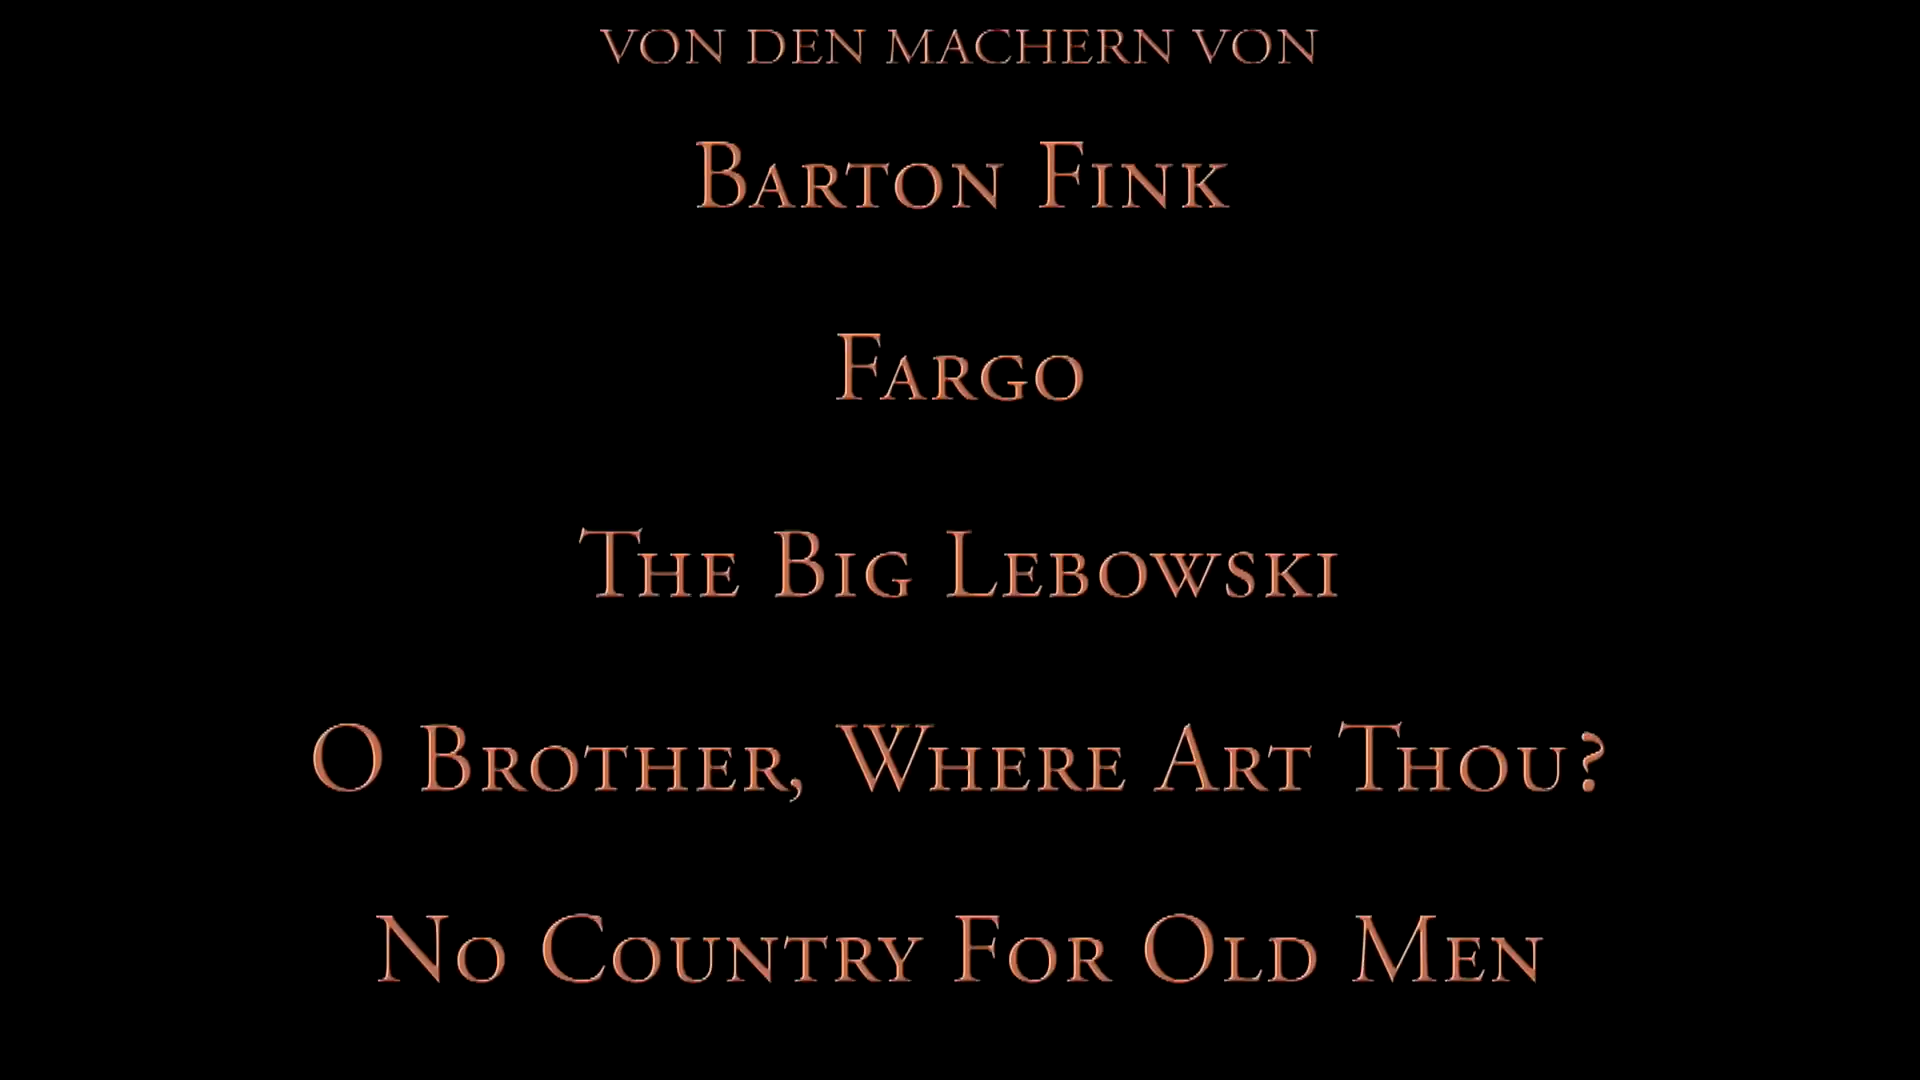 VON DEN MACHERN VON
BARTON FINK
FARGO
THE BIG LEBOWSKI
O BROTHER, WHERE ART THOU?
NO COUNTRY FOR OLD MEN